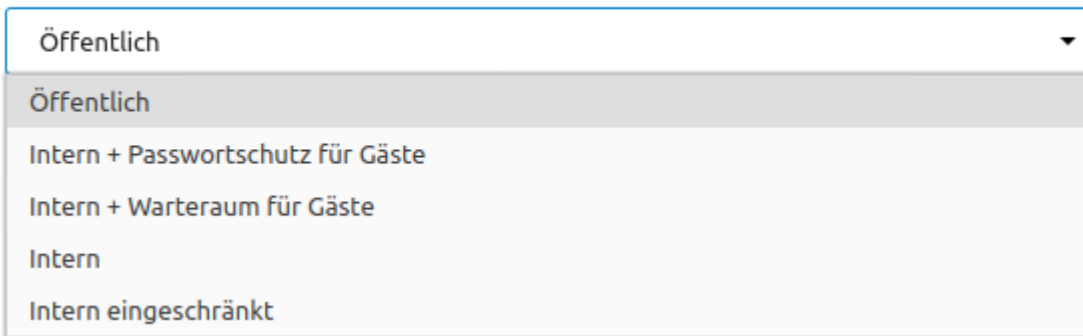 Öffentlich
Öffentlich
Intern + Passwortschutz für Gäste
Intern + Warteraum für Gäste
Intern
Intern eingeschränkt